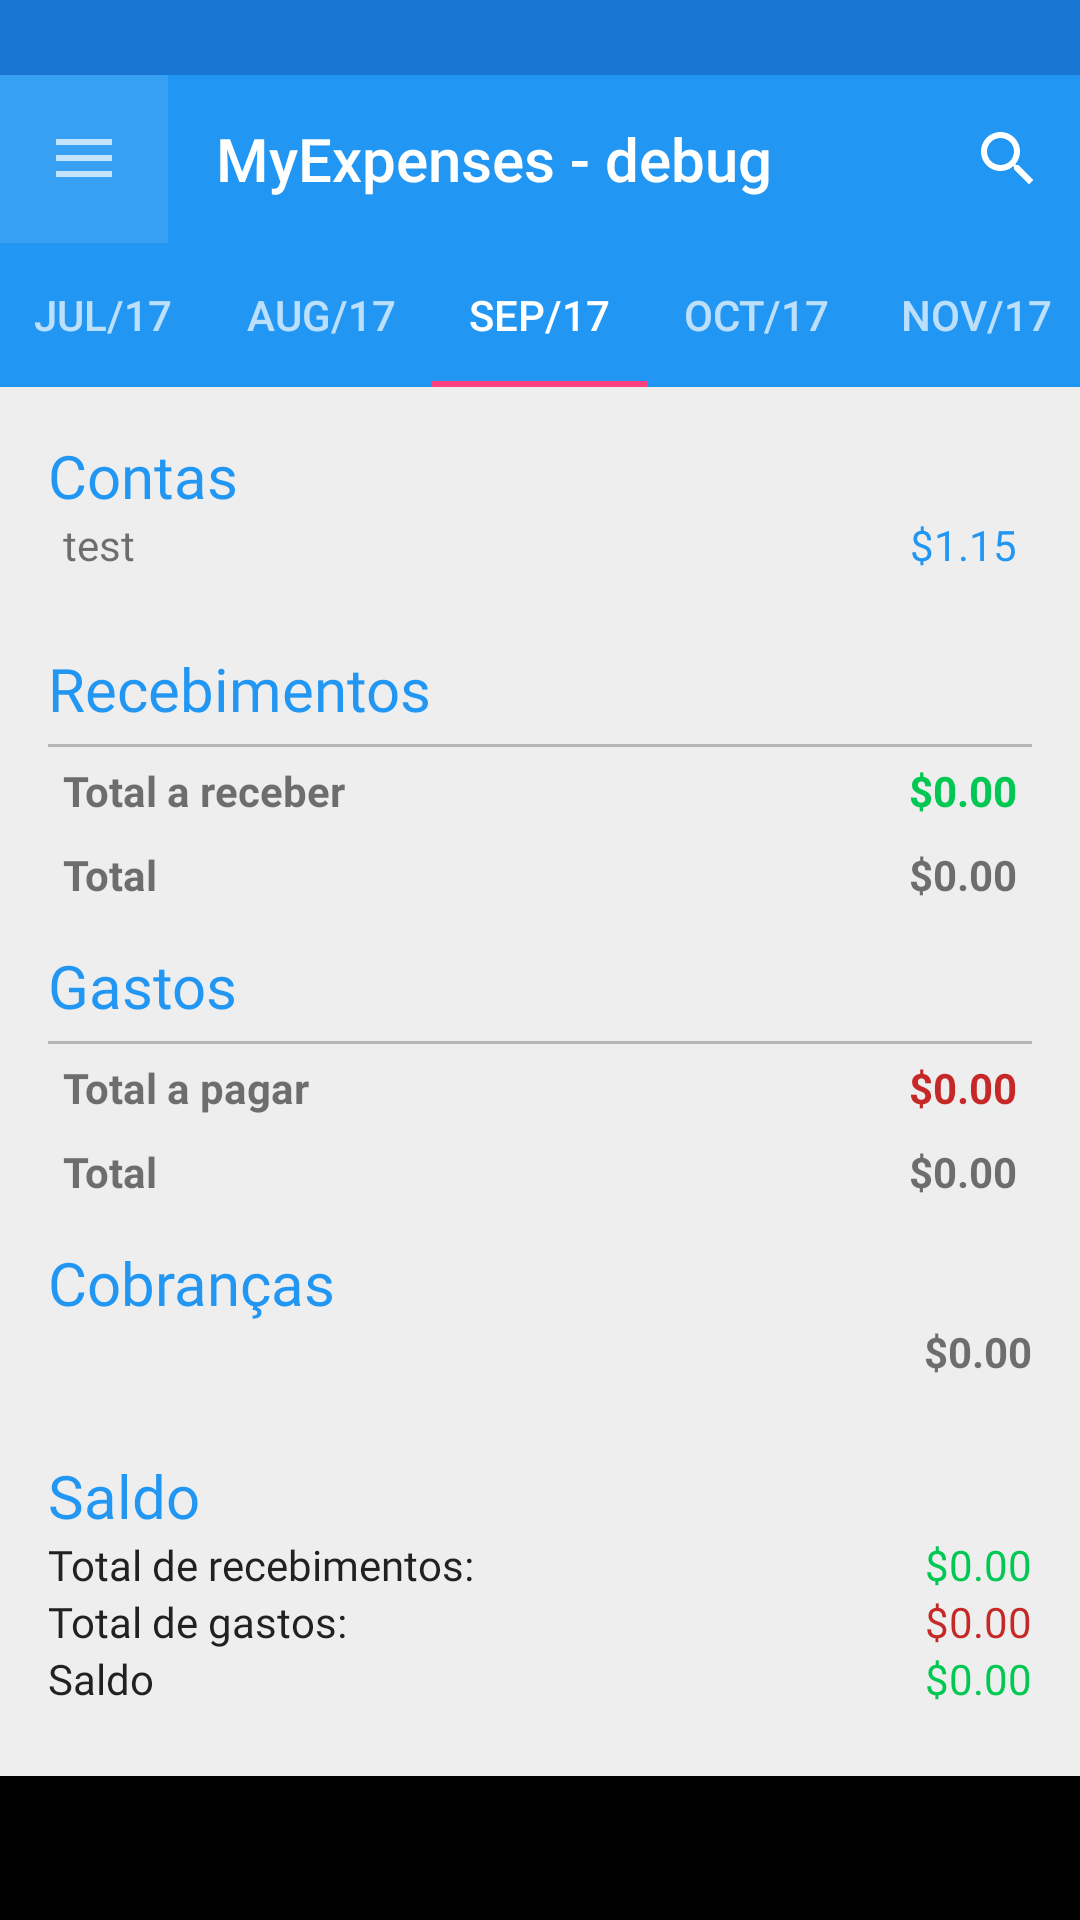 MyExpenses - debug
JUL/17 AUG/17 SEP/17 OCT/17 NOV/17
Contas
test $1.15
Recebimentos
Total a receber $0.00
Total $0.00
Gastos
Total a pagar $0.00
Total $0.00
Cobranças
$0.00
Saldo
Total de recebimentos: $0.00
Total de gastos: $0.00
Saldo $0.00